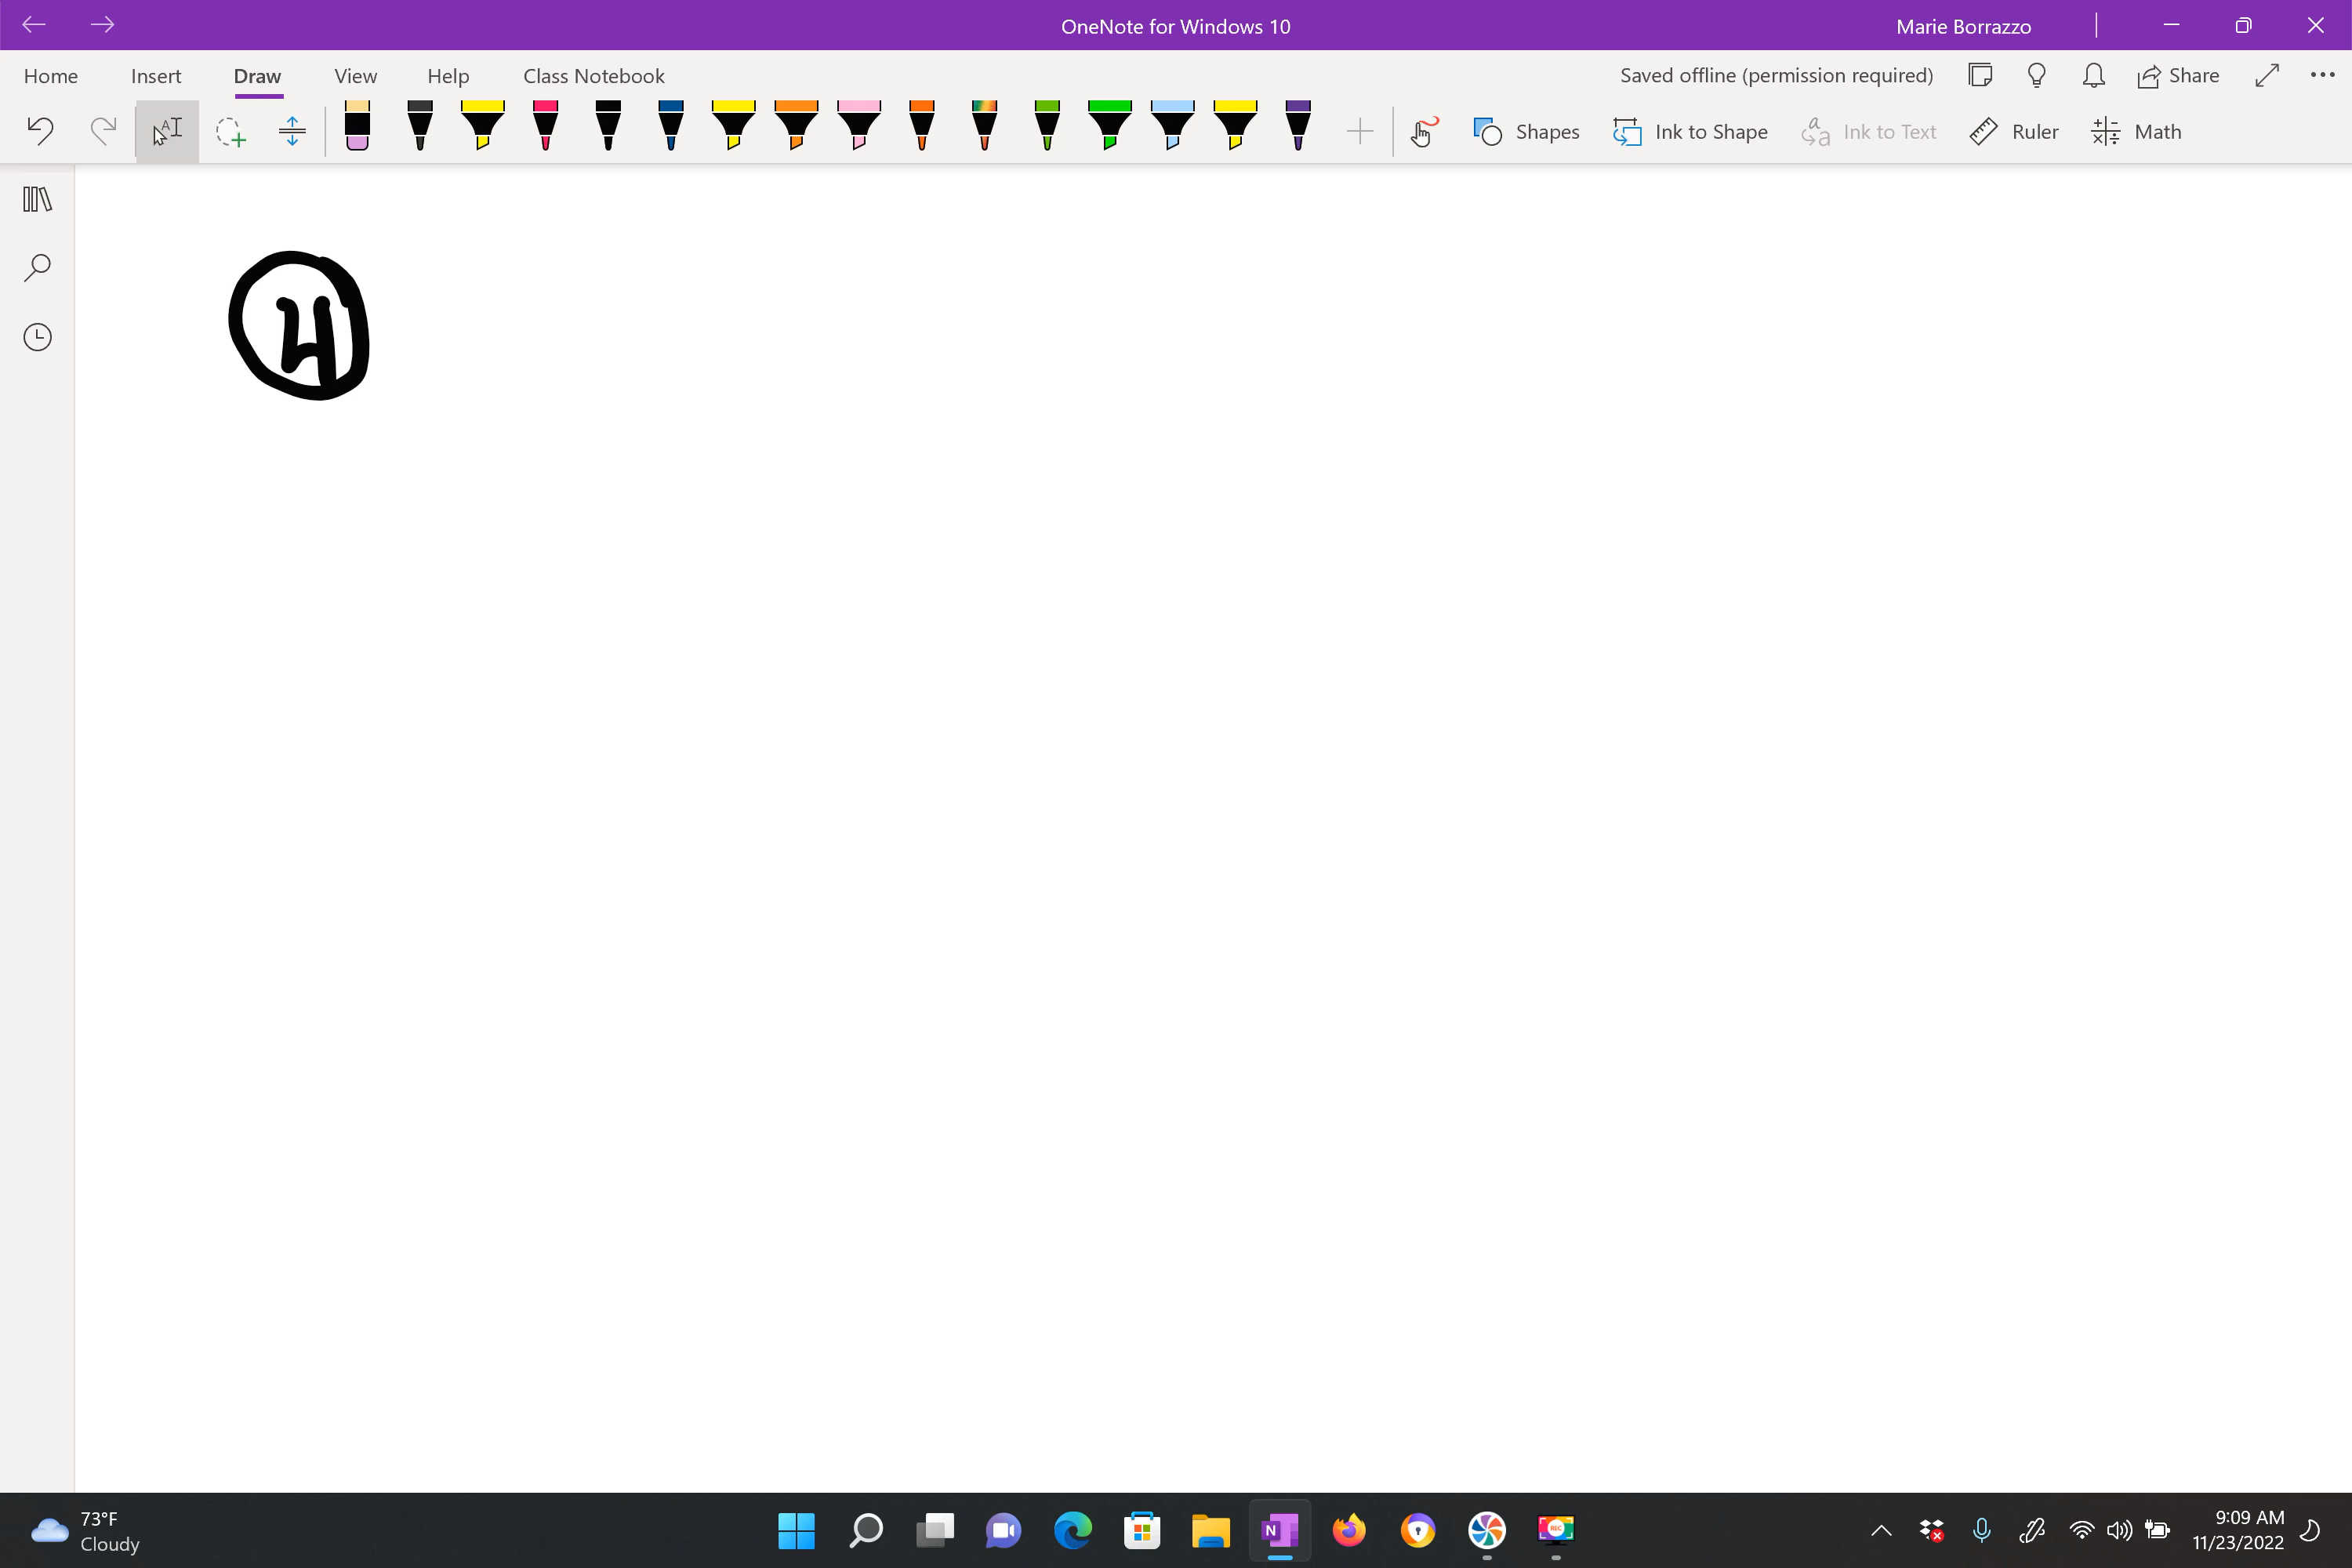 OneNote for Windows 10
Marie Borrazzo
Home Insert Draw View Help Class Notebook
Saved offline (permission required) Share
Shapes Ink to Shape Ink to Text Ruler Math
73°F
Cloudy
9:09 AM
11/23/2022